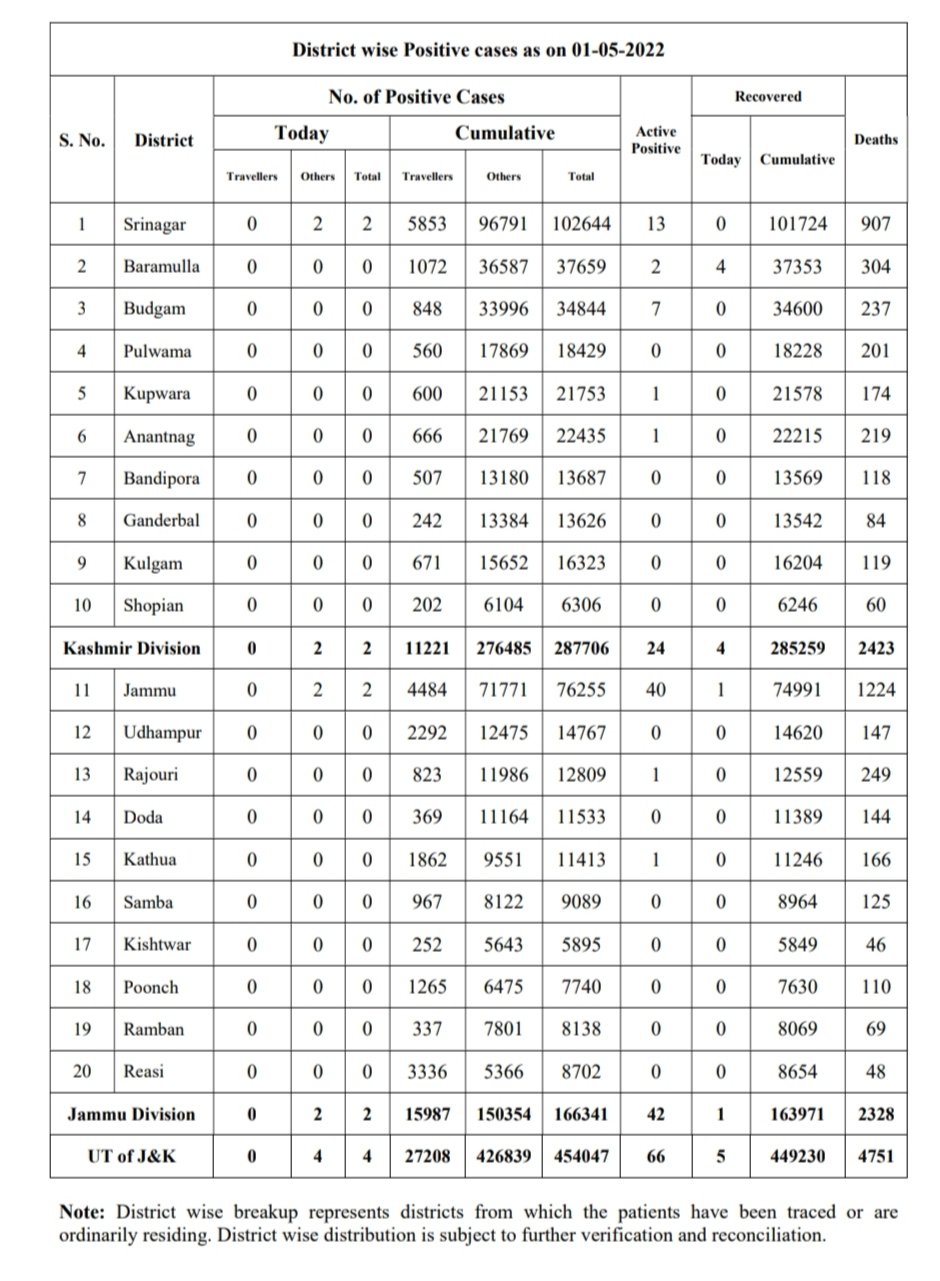 District wise Positive cases as on 01-05-2022
S. No. District No. of Positive Cases Active Positive Recovered Deaths
Today Cumulative Today Cumulative
Travellers Others Total Travellers Others Total
1 Srinagar 0 2 2 5853 96791 102644 13 0 101724 907
2 Baramulla 0 0 0 1072 36587 37659 2 4 37353 304
3 Budgam 0 0 0 848 33996 34844 7 0 34600 237
4 Pulwama 0 0 0 560 17869 18429 0 0 18228 201
5 Kupwara 0 0 0 600 21153 21753 1 0 21578 174
6 Anantnag 0 0 0 666 21769 22435 1 0 22215 219
7 Bandipora 0 0 0 507 13180 13687 0 0 13569 118
8 Ganderbal 0 0 0 242 13384 13626 0 0 13542 84
9 Kulgam 0 0 0 671 15652 16323 0 0 16204 119
10 Shopian 0 0 0 202 6104 6306 0 0 6246 60
Kashmir Division 0 2 2 11221 276485 287706 24 4 285259 2423
11 Jammu 0 2 2 4484 71771 76255 40 1 74991 1224
12 Udhampur 0 0 0 2292 12475 14767 0 0 14620 147
13 Rajouri 0 0 0 823 11986 12809 1 0 12559 249
14 Doda 0 0 0 369 11164 11533 0 0 11389 144
15 Kathua 0 0 0 1862 9551 11413 1 0 11246 166
16 Samba 0 0 0 967 8122 9089 0 0 8964 125
17 Kishtwar 0 0 0 252 5643 5895 0 0 5849 46
18 Poonch 0 0 0 1265 6475 7740 0 0 7630 110
19 Ramban 0 0 0 337 7801 8138 0 0 8069 69
20 Reasi 0 0 0 3336 5366 8702 0 0 8654 48
Jammu Division 0 2 2 15987 150354 166341 42 1 163971 2328
UT of J&K 0 4 4 27208 426839 454047 66 5 449230 4751
Note: District wise breakup represents districts from which the patients have been traced or are
ordinarily residing. District wise distribution is subject to further verification and reconciliation.